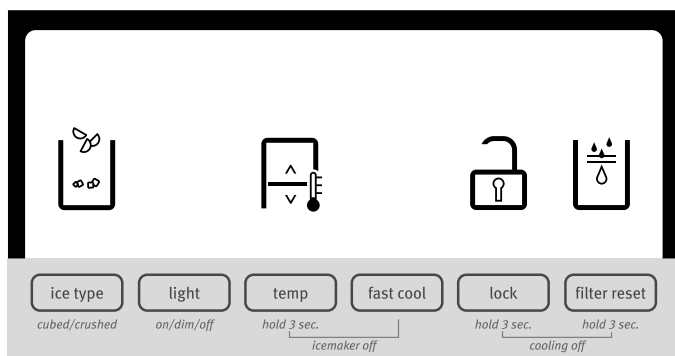 ice type light temp fast cool lock filter reset
cubed/crushed on/dim/off hold 3 sec. hold 3 sec. hold 3 sec.
icemaker off cooling off